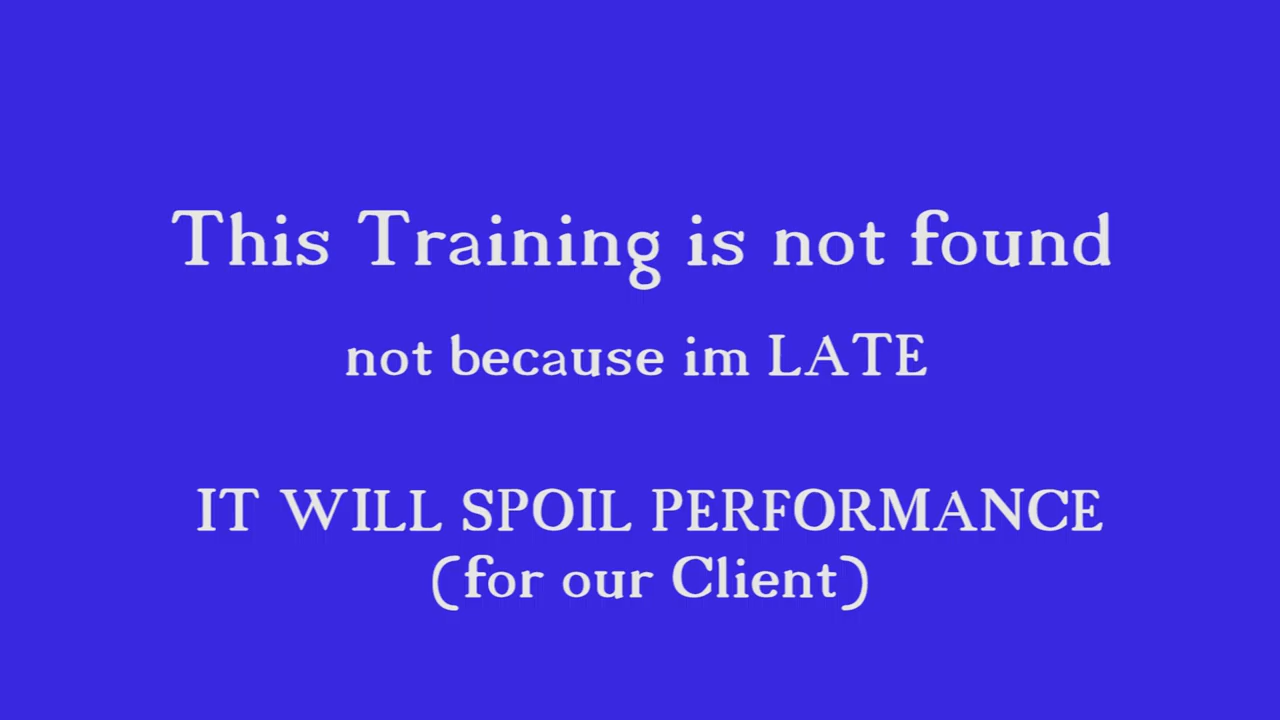 This Training is not found
not because im LATE
IT WILL SPOIL PERFORMANCE
(for our Client)